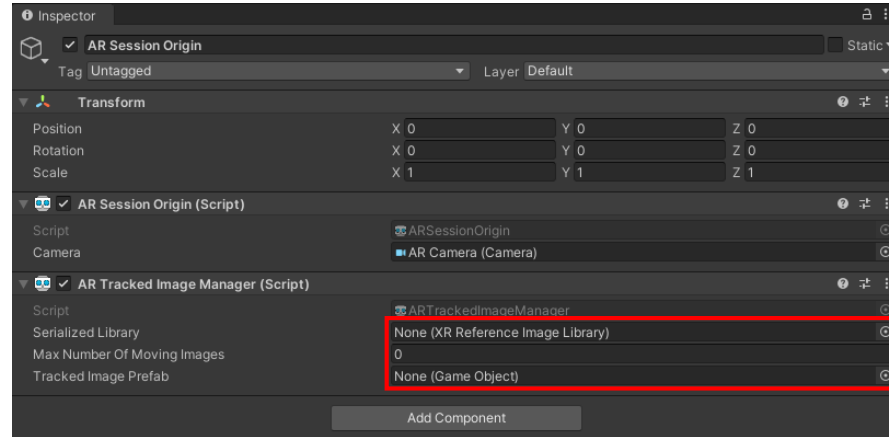 Inspector
AR Session Origin Static
Tag Untagged Layer Default
Transform
Position X 0 Y 0 Z 0
Rotation X 0 Y 0 Z 0
Scale X 1 Y 1 Z 1
AR Session Origin (Script)
Script ARSessionOrigin
Camera AR Camera (Camera)
AR Tracked Image Manager (Script)
Script ARTrackedImageManager
Serialized Library None (XR Reference Image Library)
Max Number Of Moving Images 0
Tracked Image Prefab None (Game Object)
Add Component